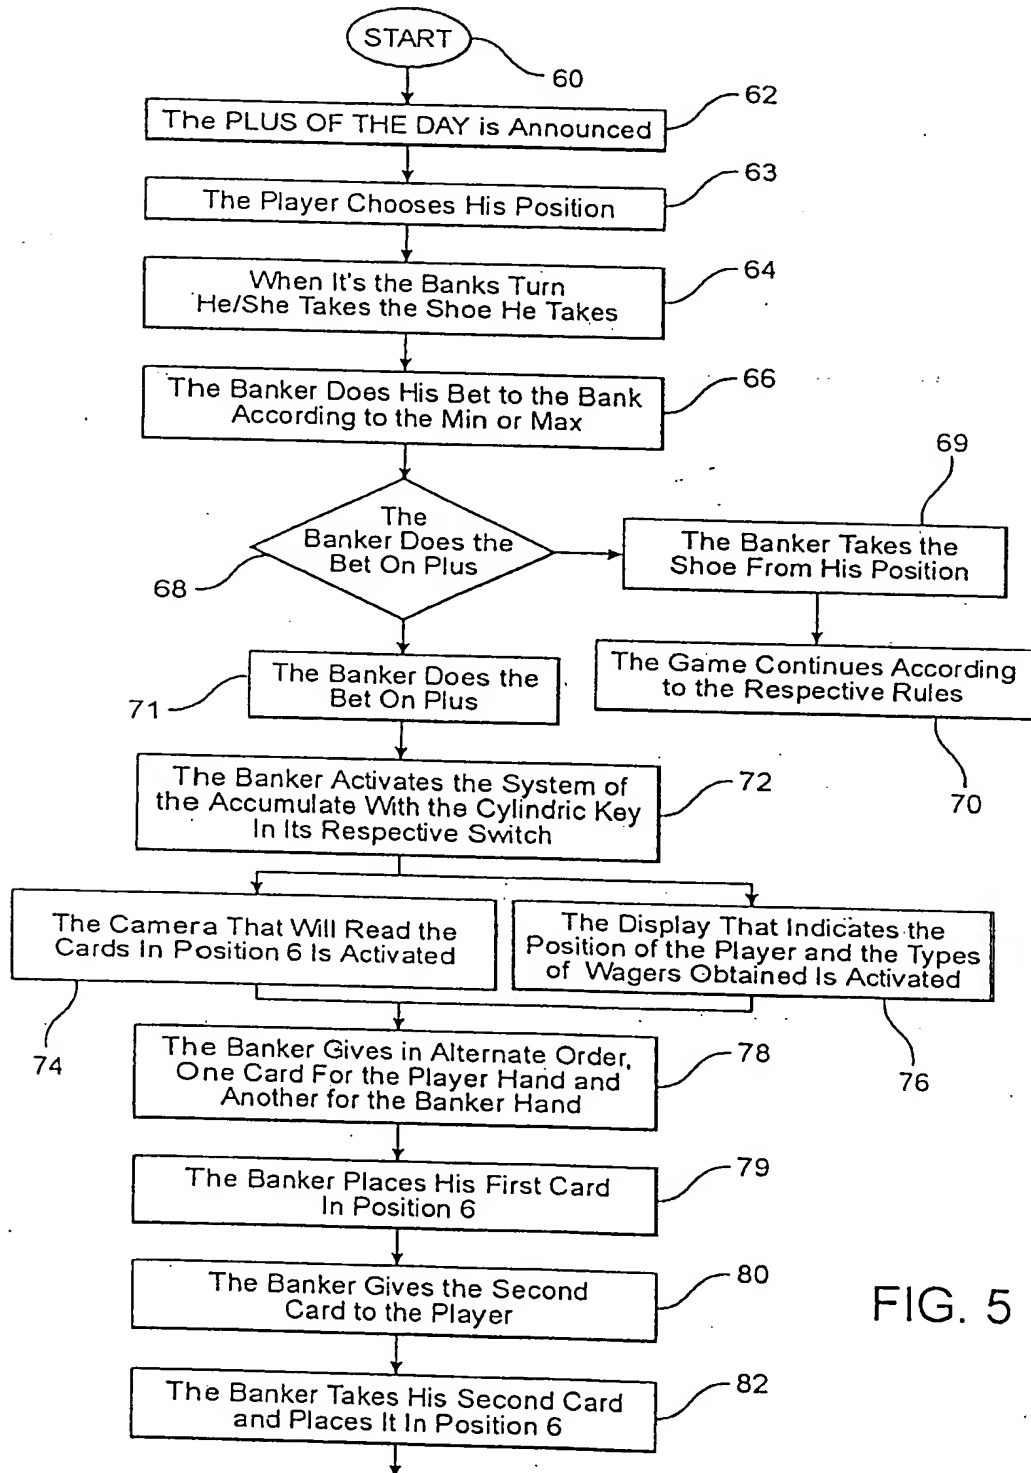 START
60
The PLUS OF THE DAY is Announced
62
The Player Chooses His Position
63
When It's the Banks Turn
He/She Takes the Shoe He Takes
64
The Banker Does His Bet to the Bank
According to the Min or Max
66
The
Banker Does the
Bet On Plus
68
69
The Banker Takes the
Shoe From His Position
The Game Continues According
to the Respective Rules
70
The Banker Does the
Bet On Plus
71
The Banker Activates the System of
the Accumulate With the Cylindric Key
In Its Respective Switch
72
The Camera That Will Read the
Cards In Position 6 Is Activated
74
The Display That Indicates the
Position of the Player and the Types
of Wagers Obtained Is Activated
76
The Banker Gives in Alternate Order,
One Card For the Player Hand and
Another for the Banker Hand
78
The Banker Places His First Card
In Position 6
79
The Banker Gives the Second
Card to the Player
80
The Banker Takes His Second Card
and Places It In Position 6
82
FIG. 5